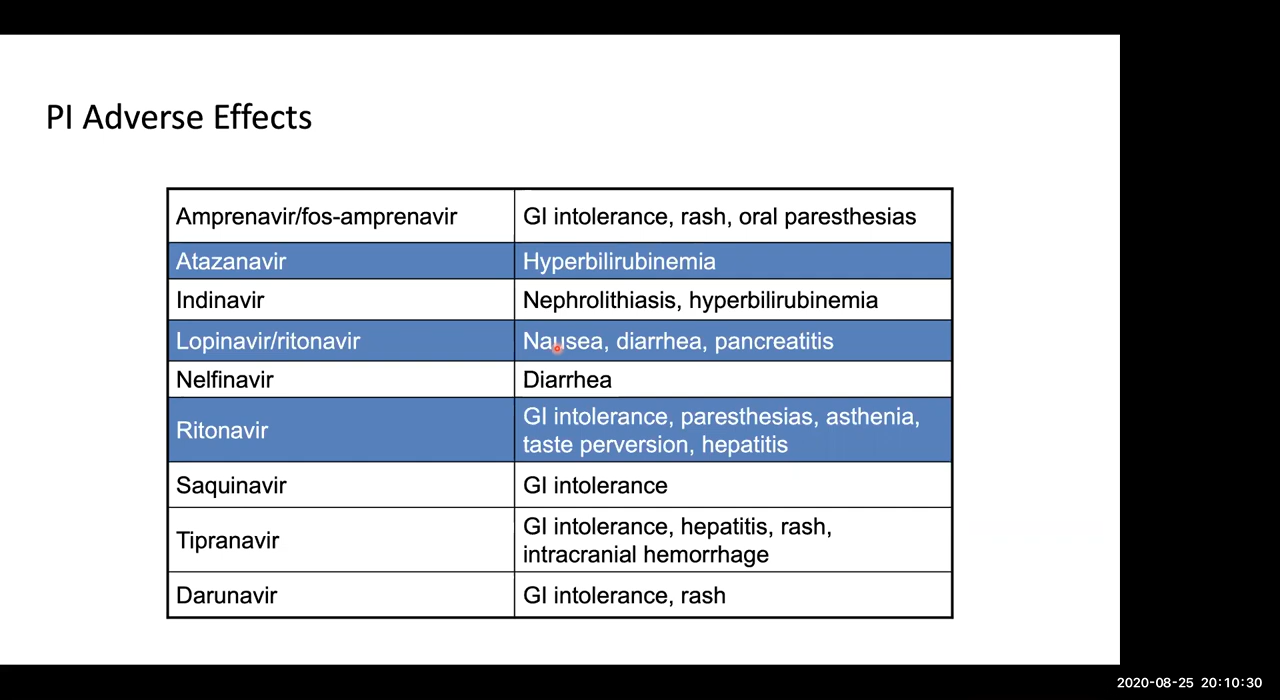 PI Adverse Effects
Amprenavir/fos-amprenavir GI intolerance, rash, oral paresthesias
Atazanavir Hyperbilirubinemia
Indinavir Nephrolithiasis, hyperbilirubinemia
Lopinavir/ritonavir Nausea, diarrhea, pancreatitis
Nelfinavir Diarrhea
Ritonavir GI intolerance, paresthesias, asthenia,
taste perversion, hepatitis
Saquinavir GI intolerance
Tipranavir GI intolerance, hepatitis, rash,
intracranial hemorrhage
Darunavir GI intolerance, rash
2020-08-25 20:10:30